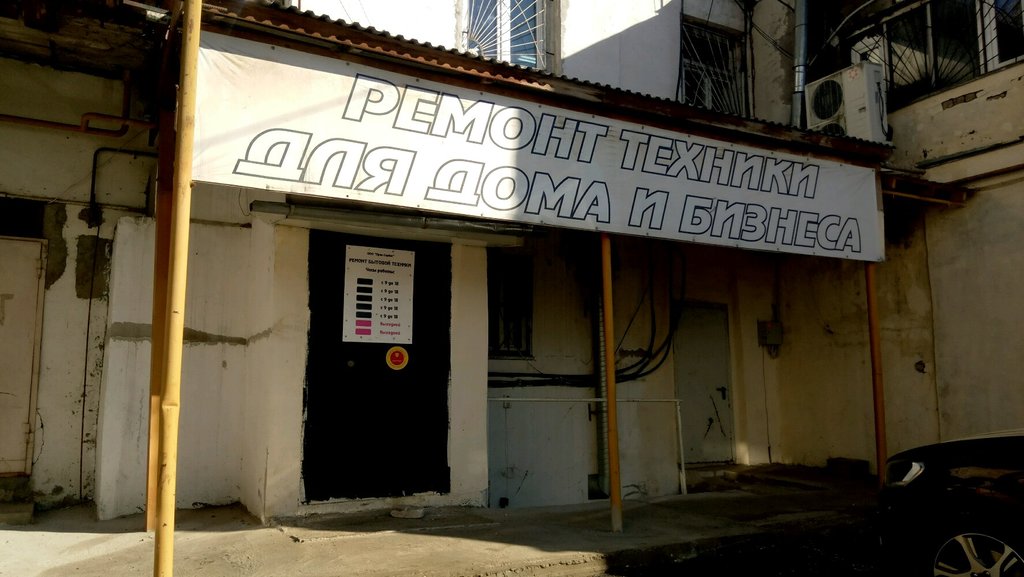 РЕМОНТ ТЕХНИКИ
ДЛЯ ДОМА И БИЗНЕСА
РЕМОНТ БЫТОВОЙ ТЕХНИКИ
Часы работы:
с 9 до 18
с 9 до 18
с 9 до 18
с 9 до 18
с 9 до 18
Выходной
Выходной